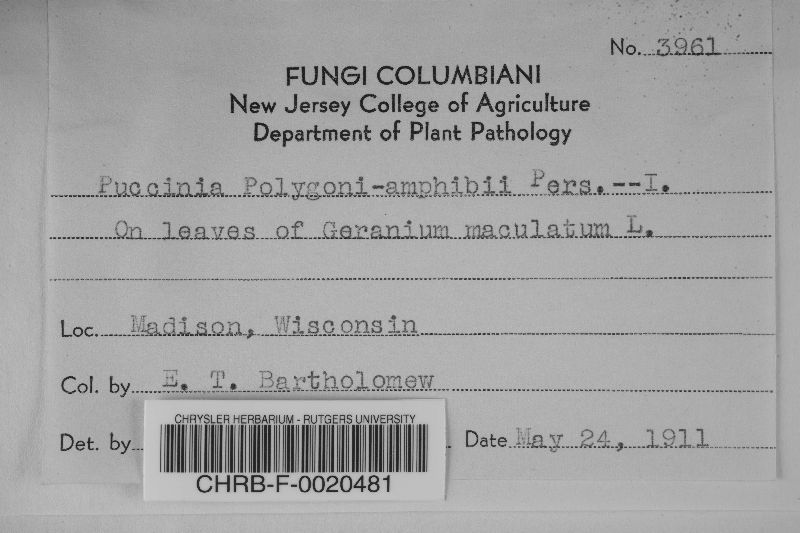 No. 3961
FUNGI COLUMBIANI
New Jersey College of Agriculture
Department of Plant Pathology
Puccinia Polygoni-amphibii Pers.--I.
On leaves of Geranium maculatum L.
Loc. Madison, Wisconsin
Col. by E. T. Bartholomew
Det. by
Date May 24, 1911
CHRYSLER HERBARIUM - RUTGERS UNIVERSITY
CHRB-F-0020481